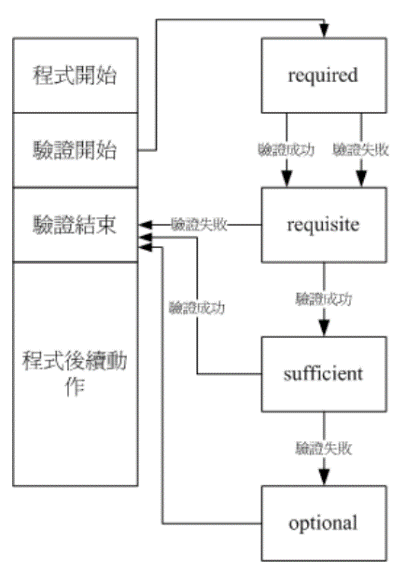 程式開始
驗證開始
驗證結束
程式後續動
作
required
驗證成功
驗證失敗
requisite
驗證失敗
驗證成功
驗證成功
sufficient
驗證失敗
optional